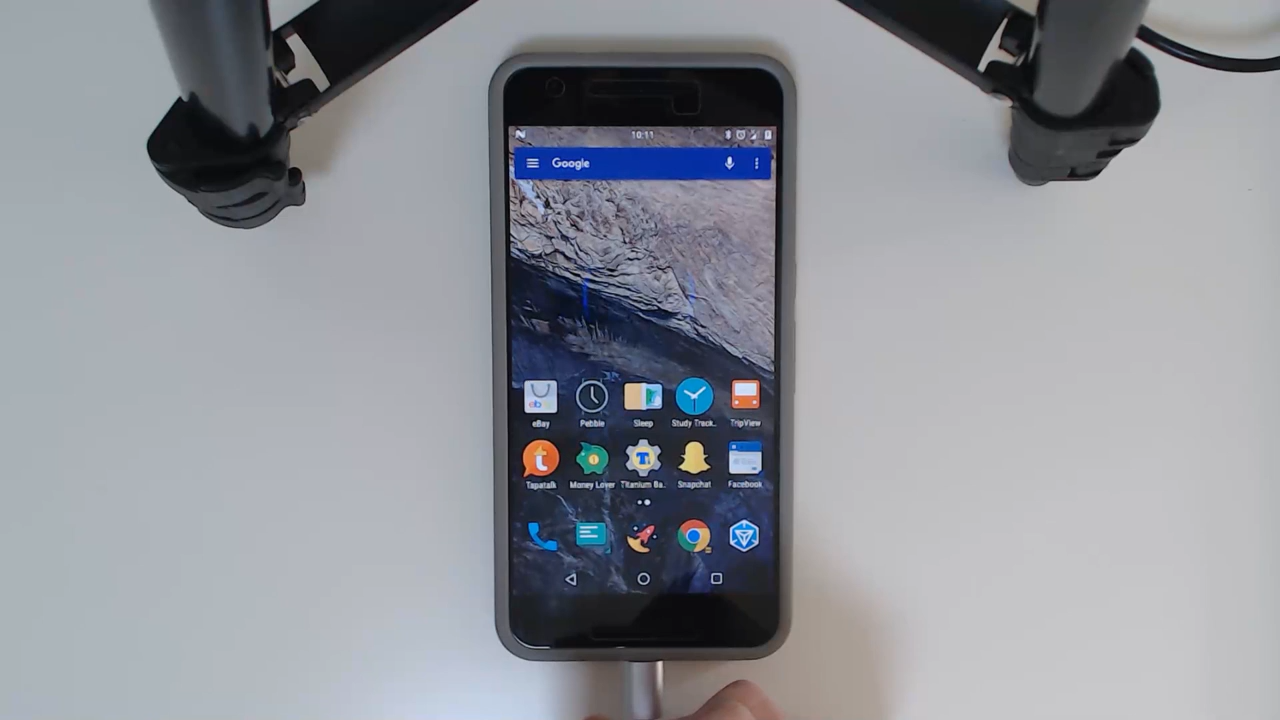 10:11
Google
eBay Pebble Sleep Study Track.. TripView
Tapatalk Money Lover Titanium Ba.. Snapchat Facebook